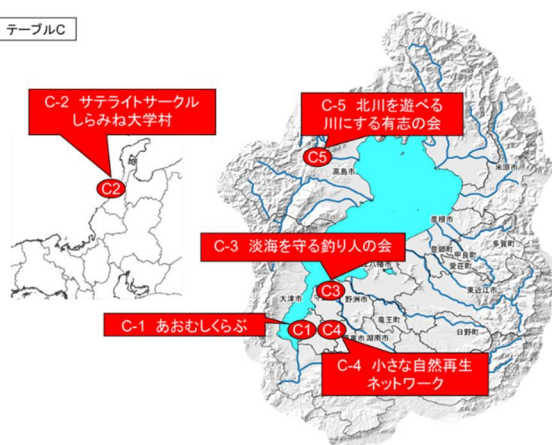 テーブルC
C-2 サテライトサークル
しらみね大学村
C-5 北川を遊べる
川にする有志の会
C5
高島市
米原市
C2
彦根市
多賀町
C-3 淡海を守る釣り人の会
豊郷町
甲良町
愛荘町
八幡市
東近江市
C3
大津市
守
野洲市
竜王町
C-1 あおむしくらぶ
C1
C4
日野町
東市
湖南市
C-4 小さな自然再生
ネットワーク